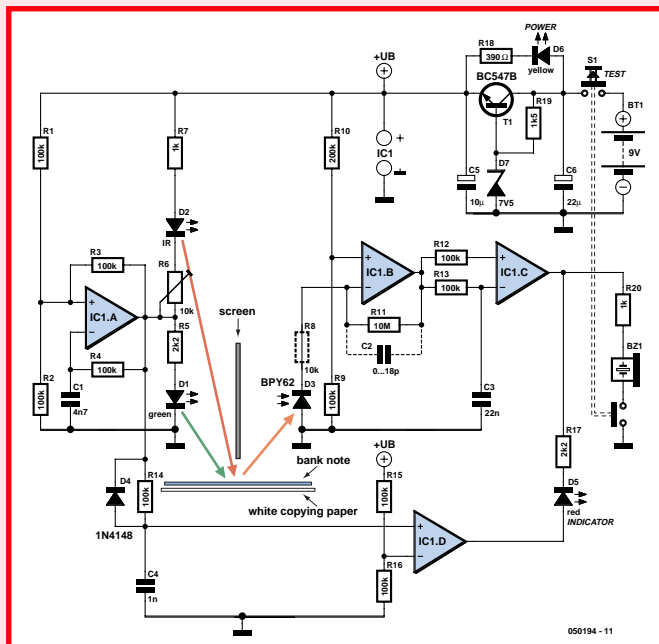 POWER
R18
D6
S1
+UB
390 Ω
yellow
TEST
BC547B
R19
BT1
R1
R7
R10
T1
1k5
100k
1k
200k
IC1
D7
9V
C5
C6
D2
10µ
7V5
22µ
R3
IR
R12
100k
R6
IC1.B
100k
IC1.C
R13
100k
IC1.A
10k
R11
R20
screen
10M
1k
R4
R5
R8
C2
100k
2k2
BZ1
R2
C1
D1
BPY62
10k
R9
0...18p
C3
100k
4n7
D3
100k
22n
green
R17
+UB
2k2
bank note
D4
R14
R15
D5
100k
100k
white copying paper
red
1N4148
INDICATOR
IC1.D
C4
R16
1n
100k
050194 - 11